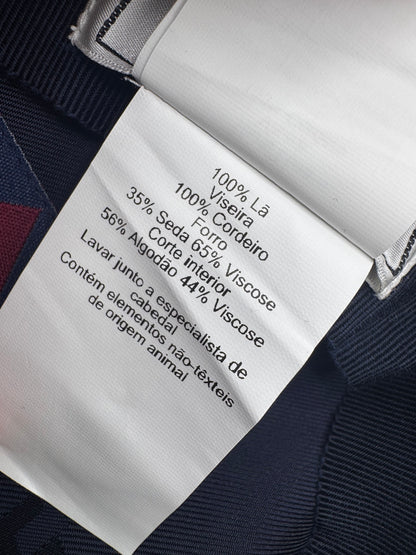 100% Lã
Viseira
100% Cordeiro
Forro
35% Seda 65% Viscose
Corte interior
56% Algodão 44% Viscose
Lavar junto a especialista de
cabedal
Contém elementos não-têxteis
de origem animal